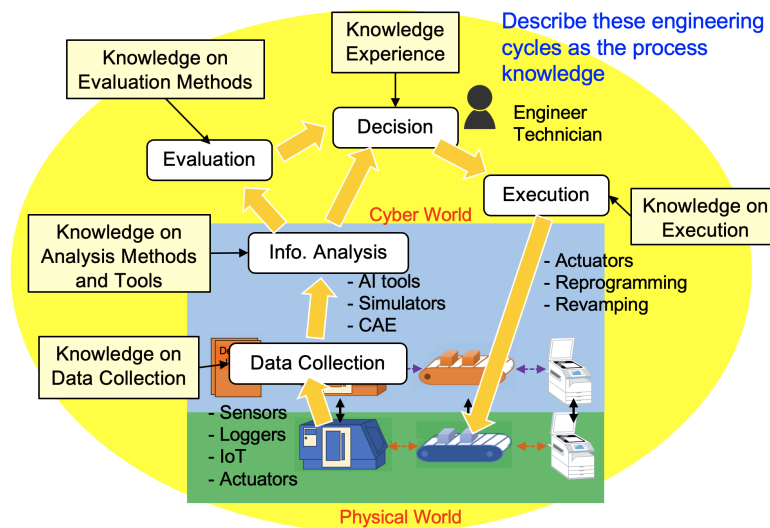 Describe these engineering
cycles as the process
knowledge
Knowledge
Experience
Knowledge on
Evaluation Methods
Decision
Engineer
Technician
Evaluation
Execution
Knowledge on
Execution
Cyber World
Knowledge on
Analysis Methods
and Tools
Info. Analysis
- AI tools
- Simulators
- CAE
- Actuators
- Reprogramming
- Revamping
Knowledge on
Data Collection
Data Collection
- Sensors
- Loggers
- IoT
- Actuators
Physical World